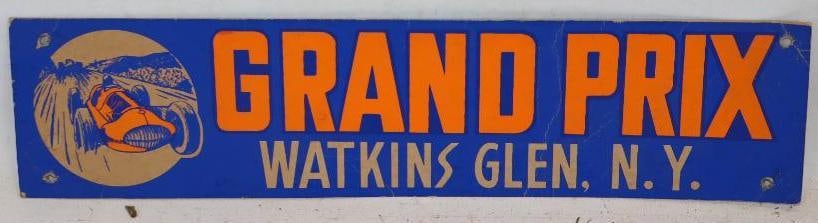 GRAND PRIX
WATKINS GLEN, N.Y.